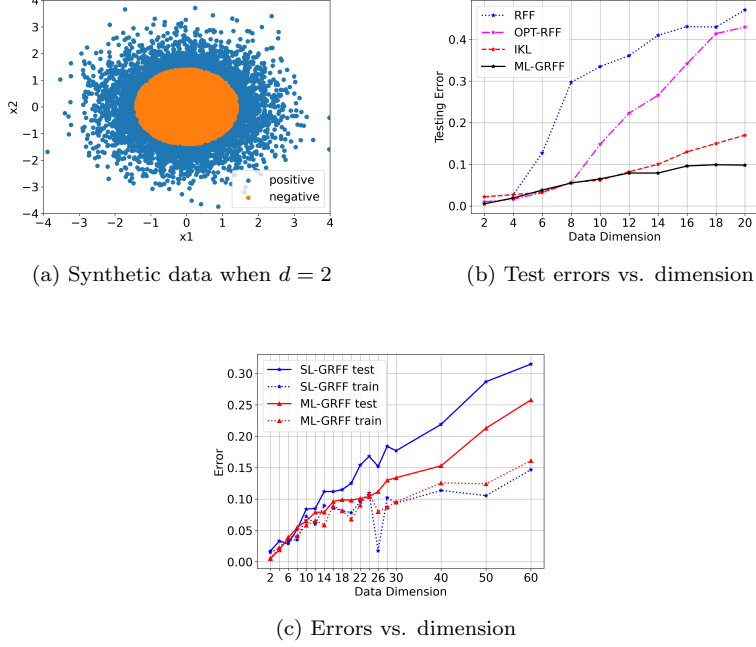 4
3
2
1
0
−1
−2
−3
−4
x2
−4 −3 −2 −1 0 1 2 3 4
x1
positive
negative
(a) Synthetic data when d = 2
RFF
OPT-RFF
IKL
ML-GRFF
0.4
0.3
0.2
0.1
0.0
Testing Error
2 4 6 8 10 12 14 16 18 20
Data Dimension
(b) Test errors vs. dimension
SL-GRFF test
SL-GRFF train
ML-GRFF test
ML-GRFF train
0.30
0.25
0.20
0.15
0.10
0.05
0.00
Error
2 6 10 14 18 22 26 30 40 50 60
Data Dimension
(c) Errors vs. dimension